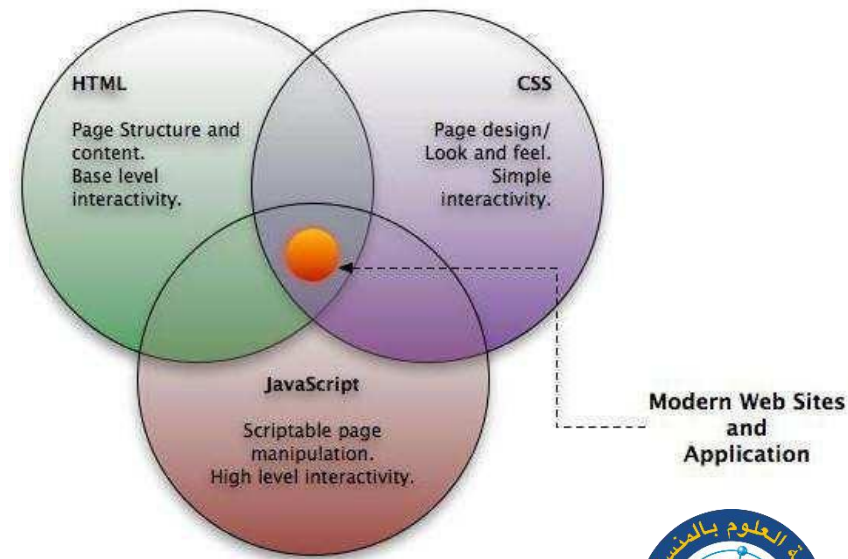 HTML
Page Structure and
content.
Base level
interactivity.
CSS
Page design/
Look and feel.
Simple
interactivity.
JavaScript
Scriptable page
manipulation.
High level interactivity.
Modern Web Sites
and
Application
العلوم